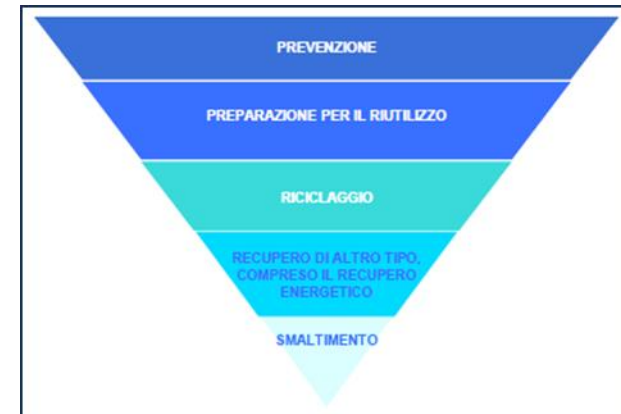 PREVENZIONE
PREPARAZIONE PER IL RIUTILIZZO
RICICLAGGIO
RECUPERO DI ALTRO TIPO,
COMPRESO IL RECUPERO
ENERGETICO
SMALTIMENTO